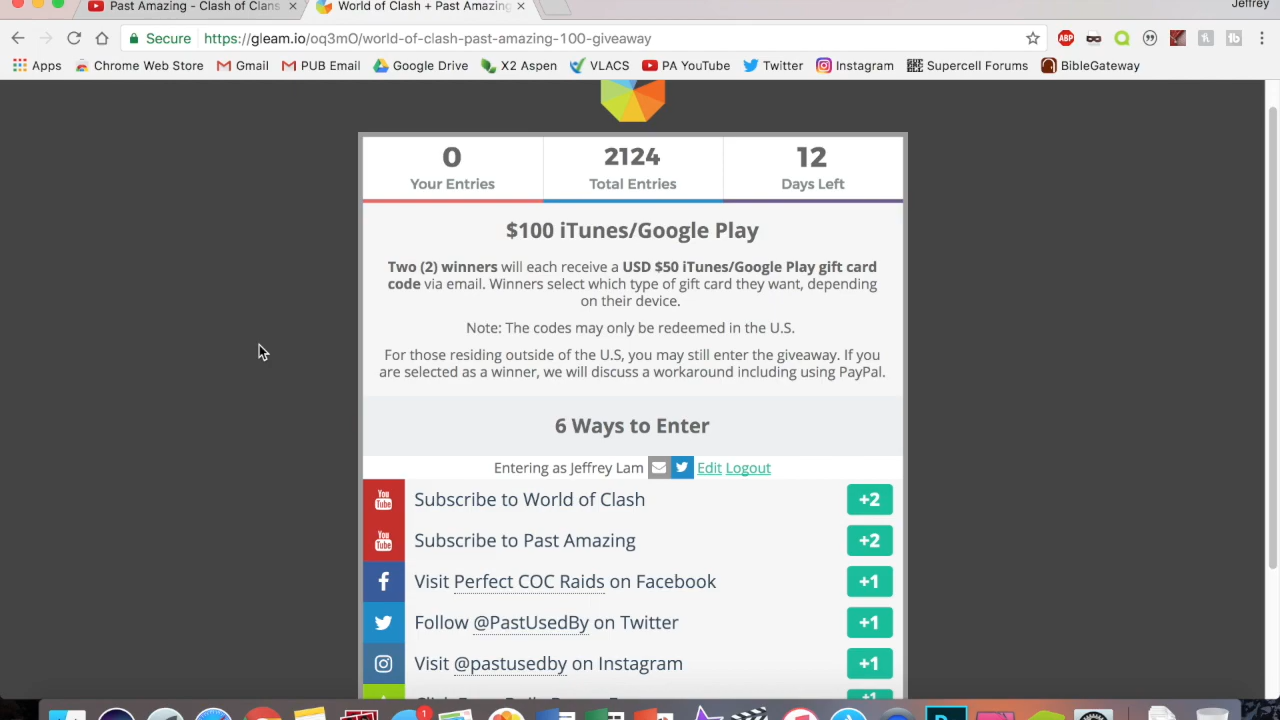 Past Amazing - Clash of Clans
World of Clash + Past Amazing
Jeffrey
Secure https://gleam.io/oq3mO/world-of-clash-past-amazing-100-giveaway
Apps Chrome Web Store Gmail PUB Email Google Drive X2 Aspen VLACS PA YouTube Twitter Instagram Supercell Forums BibleGateway
0 2124 12
Your Entries Total Entries Days Left
$100 iTunes/Google Play
Two (2) winners will each receive a USD $50 iTunes/Google Play gift card
code via email. Winners select which type of gift card they want, depending
on their device.
Note: The codes may only be redeemed in the U.S.
For those residing outside of the U.S, you may still enter the giveaway. If you
are selected as a winner, we will discuss a workaround including using PayPal.
6 Ways to Enter
Entering as Jeffrey Lam Edit Logout
Subscribe to World of Clash +2
Subscribe to Past Amazing +2
Visit Perfect COC Raids on Facebook +1
Follow @PastUsedBy on Twitter +1
Visit @pastusedby on Instagram +1
+1